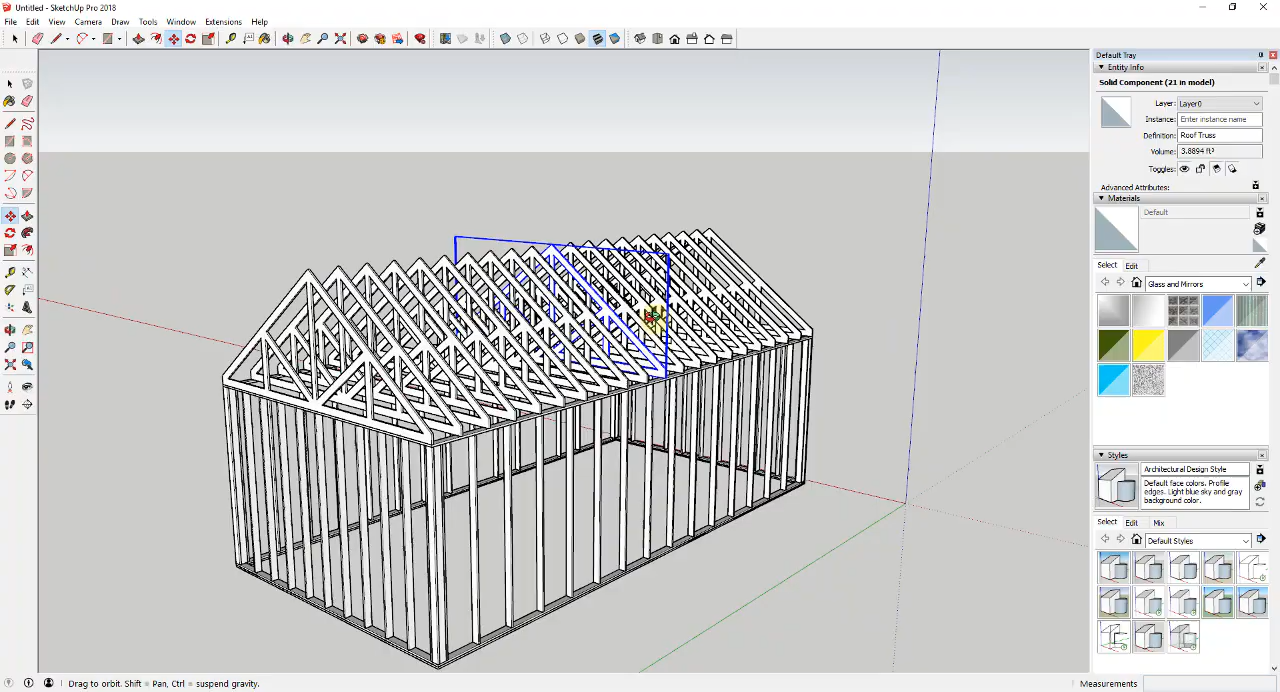 Untitled - SketchUp Pro 2018
File Edit View Camera Draw Tools Window Extensions Help
Default Tray
Entity Info
Solid Component (21 in model)
Layer: Layer0
Instance: Enter instance name
Definition: Roof Truss
Volume: 3.8894 ft³
Toggles:
Advanced Attributes:
Materials
Default
Select Edit
Glass and Mirrors
Styles
Architectural Design Style
Default face colors. Profile
edges. Light blue sky and gray
background color.
Select Edit Mix
Default Styles
Drag to orbit. Shift = Pan, Ctrl = suspend gravity.
Measurements